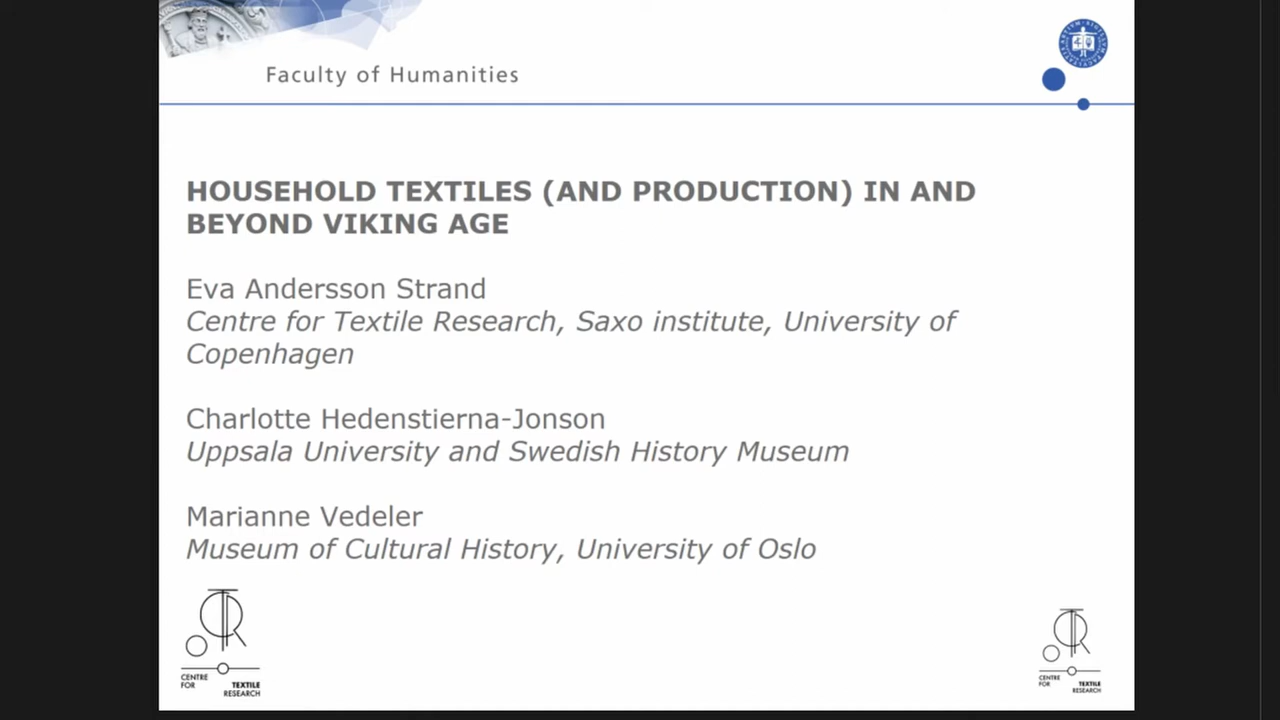 Faculty of Humanities
HOUSEHOLD TEXTILES (AND PRODUCTION) IN AND
BEYOND VIKING AGE
Eva Andersson Strand
Centre for Textile Research, Saxo institute, University of
Copenhagen
Charlotte Hedenstierna-Jonson
Uppsala University and Swedish History Museum
Marianne Vedeler
Museum of Cultural History, University of Oslo
CENTRE
FOR
TEXTILE
RESEARCH
CENTRE
FOR
TEXTILE
RESEARCH